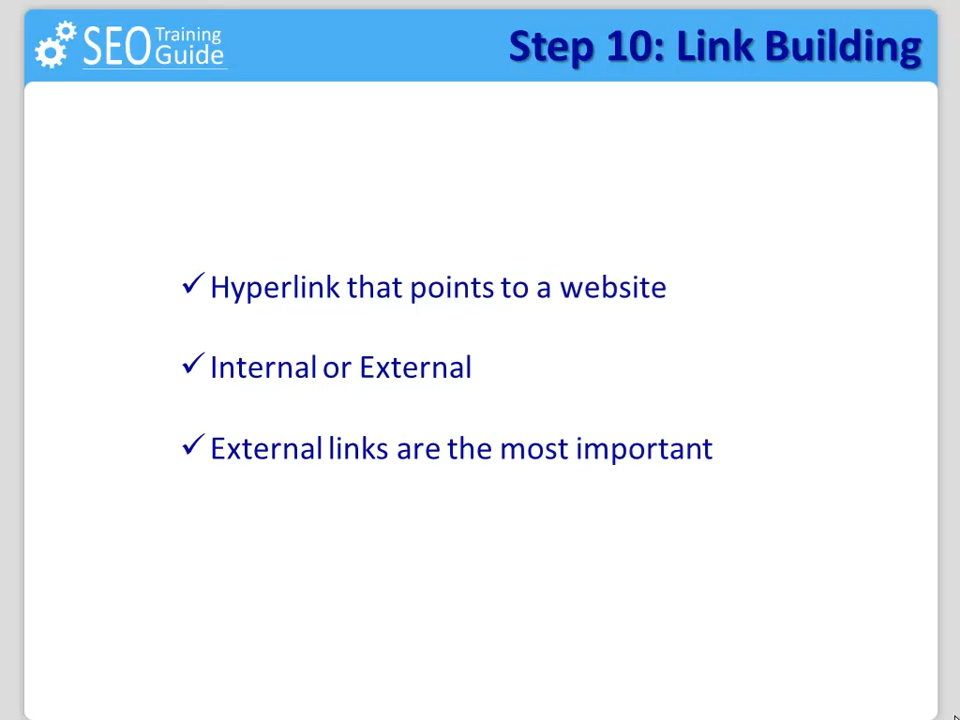 SEO Training Guide
Step 10: Link Building
✓ Hyperlink that points to a website
✓ Internal or External
✓ External links are the most important